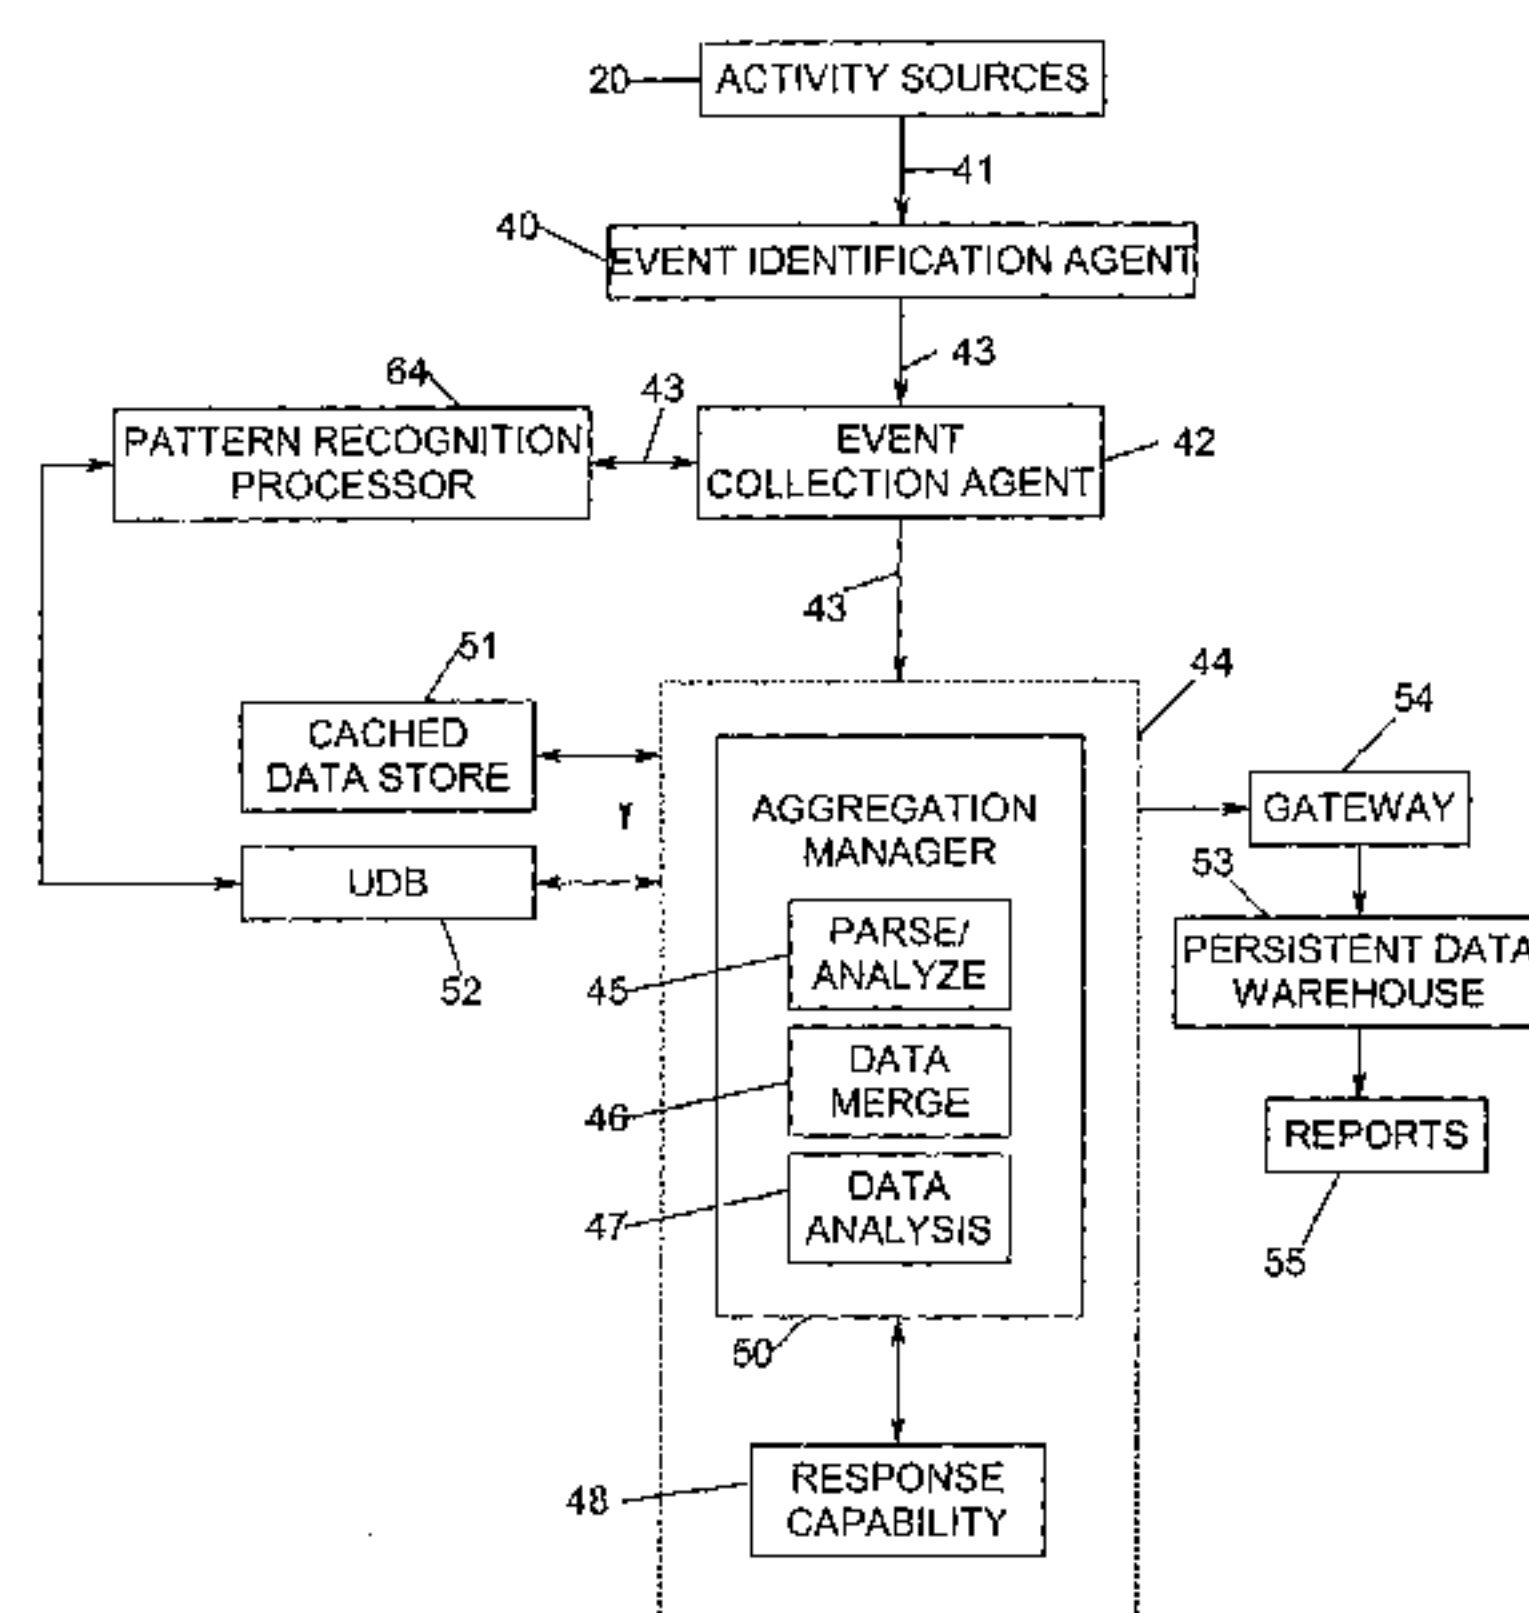 20
ACTIVITY SOURCES
41
40
EVENT IDENTIFICATION AGENT
43
64
43
PATTERN RECOGNITION
PROCESSOR
EVENT
COLLECTION AGENT
42
43
51
44
54
CACHED
DATA STORE
GATEWAY
AGGREGATION
MANAGER
53
UDB
52
PARSE/
ANALYZE
45
PERSISTENT DATA
WAREHOUSE
DATA
MERGE
46
REPORTS
DATA
ANALYSIS
47
55
50
RESPONSE
CAPABILITY
48